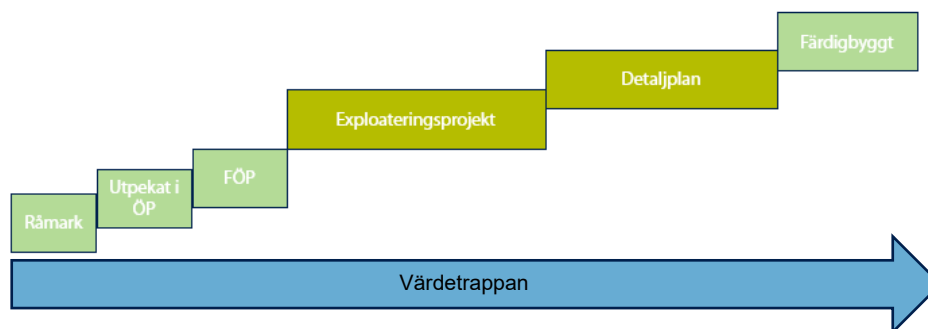 Färdigbyggt
Detaljplan
Exploateringsprojekt
FÖP
Utpekat i
ÖP
Råmark
Värdetrappan